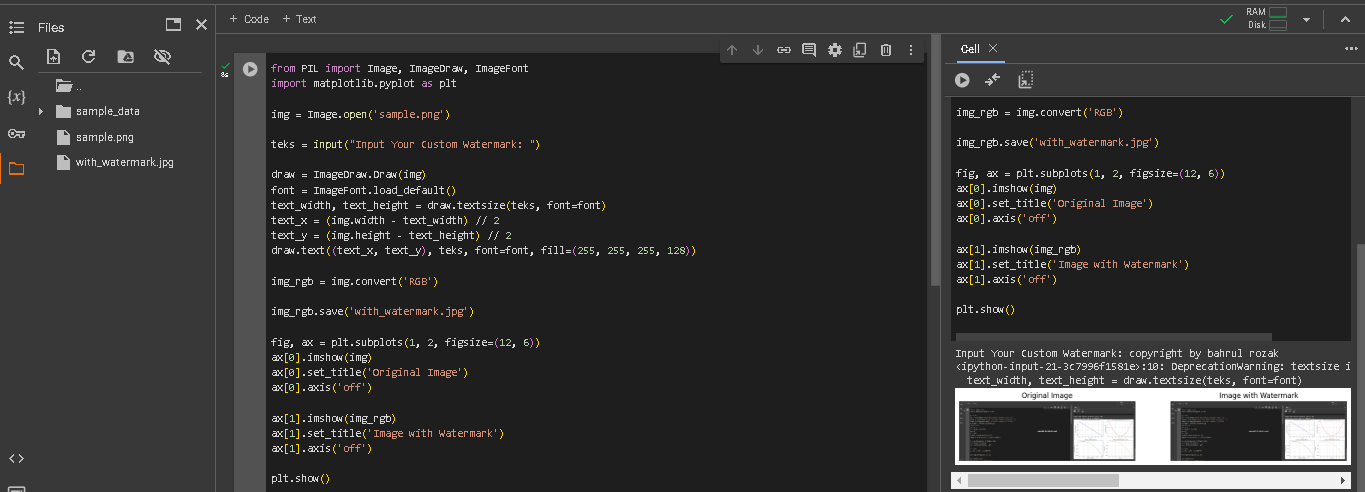 Files
+ Code + Text
RAM
Disk
..
sample_data
sample.png
with_watermark.jpg
{x}
8s
from PIL import Image, ImageDraw, ImageFont
import matplotlib.pyplot as plt
img = Image.open('sample.png')
teks = input("Input Your Custom Watermark: ")
draw = ImageDraw.Draw(img)
font = ImageFont.load_default()
text_width, text_height = draw.textsize(teks, font=font)
text_x = (img.width - text_width) // 2
text_y = (img.height - text_height) // 2
draw.text((text_x, text_y), teks, font=font, fill=(255, 255, 255, 128))
img_rgb = img.convert('RGB')
img_rgb.save('with_watermark.jpg')
fig, ax = plt.subplots(1, 2, figsize=(12, 6))
ax[0].imshow(img)
ax[0].set_title('Original Image')
ax[0].axis('off')
ax[1].imshow(img_rgb)
ax[1].set_title('Image with Watermark')
ax[1].axis('off')
plt.show()
Cell
img_rgb = img.convert('RGB')
img_rgb.save('with_watermark.jpg')
fig, ax = plt.subplots(1, 2, figsize=(12, 6))
ax[0].imshow(img)
ax[0].set_title('Original Image')
ax[0].axis('off')
ax[1].imshow(img_rgb)
ax[1].set_title('Image with Watermark')
ax[1].axis('off')
plt.show()
Input Your Custom Watermark: copyright by bahrul rozak
<ipython-input-21-3c7996f1581e>:10: DeprecationWarning: textsize i
text_width, text_height = draw.textsize(teks, font=font)
Original Image
Image with Watermark